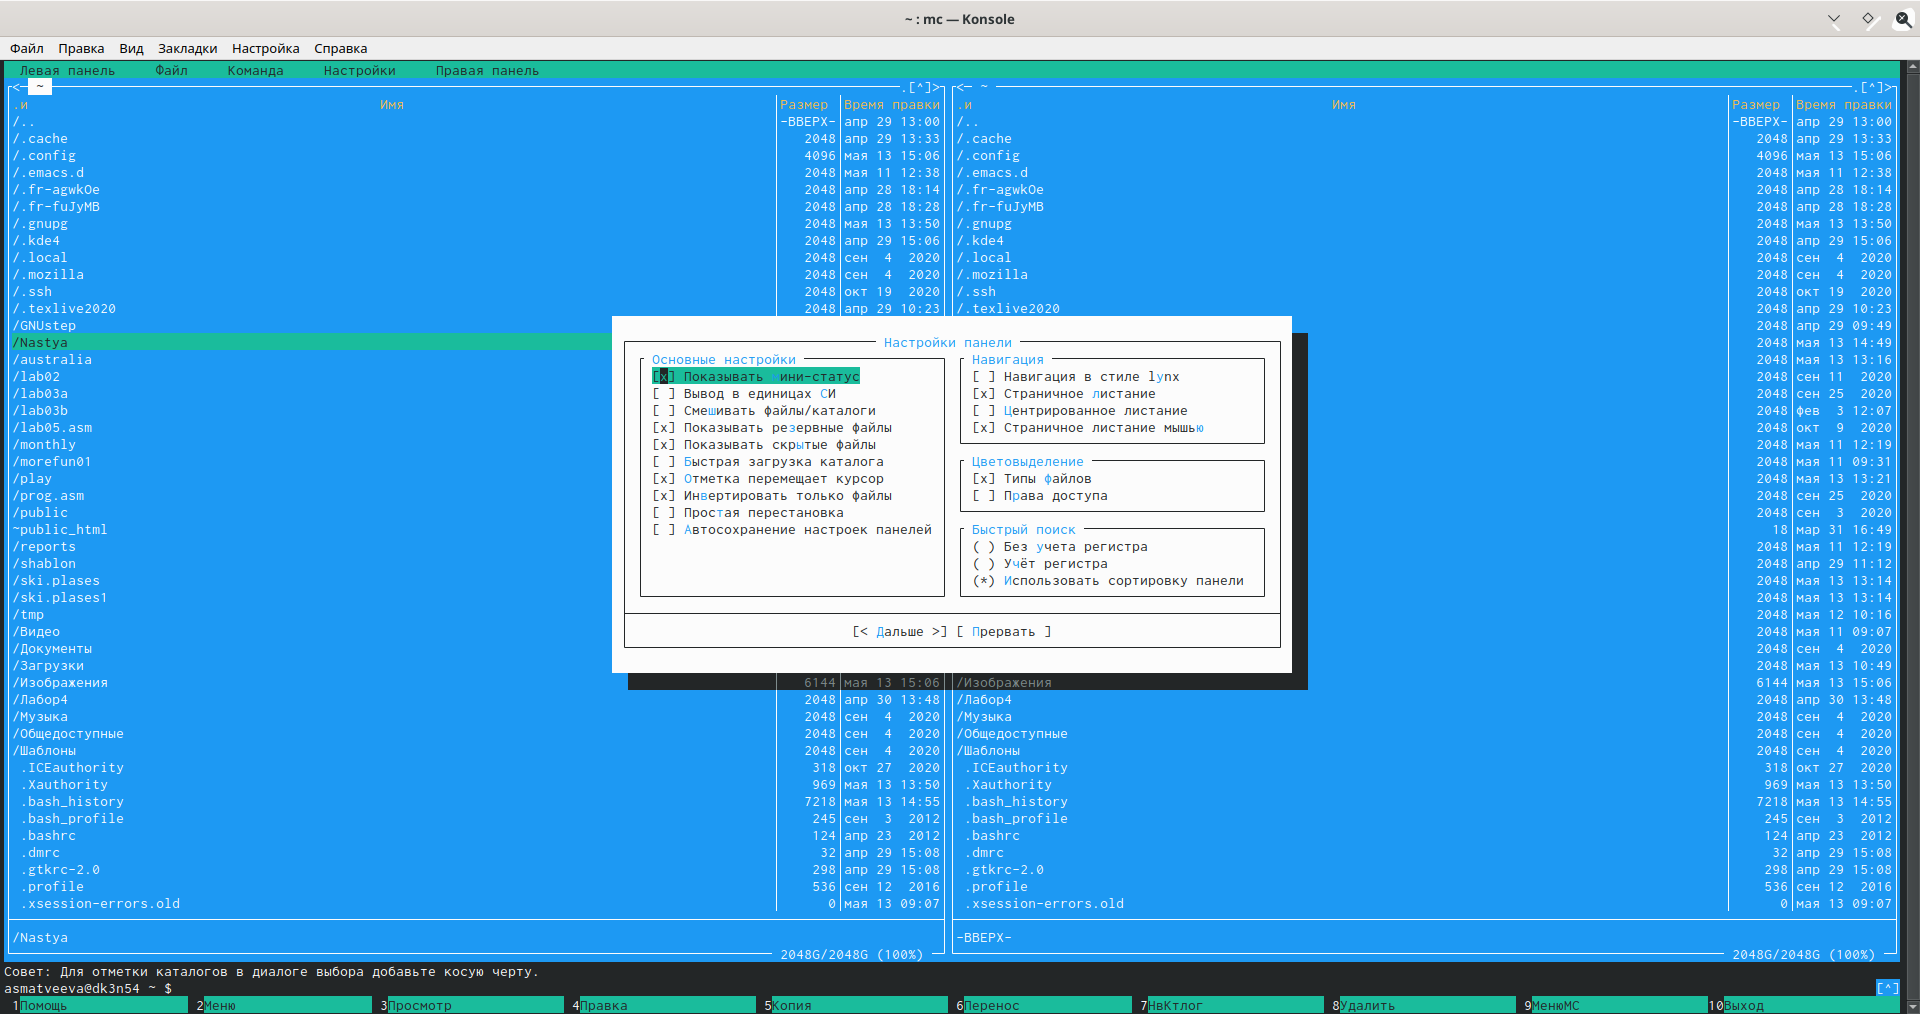 ~ : mc — Konsole
Файл Правка Вид Закладки Настройка Справка
Левая панель Файл Команда Настройки Правая панель
<─ ~ .[^]> <─ ~ .[^]>
.и Имя Размер Время правки .и Имя Размер Время правки
/.. -ВВЕРХ- апр 29 13:00 /.. -ВВЕРХ- апр 29 13:00
/.cache 2048 апр 29 13:33 /.cache 2048 апр 29 13:33
/.config 4096 мая 13 15:06 /.config 4096 мая 13 15:06
/.emacs.d 2048 мая 11 12:38 /.emacs.d 2048 мая 11 12:38
/.fr-agwkOe 2048 апр 28 18:14 /.fr-agwkOe 2048 апр 28 18:14
/.fr-fuJyMB 2048 апр 28 18:28 /.fr-fuJyMB 2048 апр 28 18:28
/.gnupg 2048 мая 13 13:50 /.gnupg 2048 мая 13 13:50
/.kde4 2048 апр 29 15:06 /.kde4 2048 апр 29 15:06
/.local 2048 сен 4 2020 /.local 2048 сен 4 2020
/.mozilla 2048 сен 4 2020 /.mozilla 2048 сен 4 2020
/.ssh 2048 окт 19 2020 /.ssh 2048 окт 19 2020
/.texlive2020 2048 апр 29 10:23 /.texlive2020 2048 апр 29 10:23
/GNUstep 2048 апр 29 09:49
/Nastya 2048 мая 13 14:49
/australia 2048 мая 13 13:16
/lab02 2048 сен 11 2020
/lab03a 2048 сен 25 2020
/lab03b 2048 фев 3 12:07
/lab05.asm 2048 окт 9 2020
/monthly 2048 мая 11 12:19
/morefun01 2048 мая 11 09:31
/play 2048 мая 13 13:21
/prog.asm 2048 сен 25 2020
/public 2048 сен 3 2020
~public_html 18 мар 31 16:49
/reports 2048 мая 11 12:19
/shablon 2048 апр 29 11:12
/ski.plases 2048 мая 13 13:14
/ski.plases1 2048 мая 13 13:14
/tmp 2048 мая 12 10:16
/Видео 2048 мая 11 09:07
/Документы 2048 сен 4 2020
/Загрузки 2048 мая 13 10:49
Настройки панели
Основные настройки
[x] Показывать мини-статус
[ ] Вывод в единицах СИ
[ ] Смешивать файлы/каталоги
[x] Показывать резервные файлы
[x] Показывать скрытые файлы
[ ] Быстрая загрузка каталога
[x] Отметка перемещает курсор
[x] Инвертировать только файлы
[ ] Простая перестановка
[ ] Автосохранение настроек панелей
Навигация
[ ] Навигация в стиле lynx
[x] Страничное листание
[ ] Центрированное листание
[x] Страничное листание мышью
Цветовыделение
[x] Типы файлов
[ ] Права доступа
Быстрый поиск
( ) Без учета регистра
( ) Учёт регистра
(*) Использовать сортировку панели
[< Дальше >] [ Прервать ]
/Изображения 6144 мая 13 15:06 /Изображения 6144 мая 13 15:06
/Лабор4 2048 апр 30 13:48 /Лабор4 2048 апр 30 13:48
/Музыка 2048 сен 4 2020 /Музыка 2048 сен 4 2020
/Общедоступные 2048 сен 4 2020 /Общедоступные 2048 сен 4 2020
/Шаблоны 2048 сен 4 2020 /Шаблоны 2048 сен 4 2020
.ICEauthority 318 окт 27 2020 .ICEauthority 318 окт 27 2020
.Xauthority 969 мая 13 13:50 .Xauthority 969 мая 13 13:50
.bash_history 7218 мая 13 14:55 .bash_history 7218 мая 13 14:55
.bash_profile 245 сен 3 2012 .bash_profile 245 сен 3 2012
.bashrc 124 апр 23 2012 .bashrc 124 апр 23 2012
.dmrc 32 апр 29 15:08 .dmrc 32 апр 29 15:08
.gtkrc-2.0 298 апр 29 15:08 .gtkrc-2.0 298 апр 29 15:08
.profile 536 сен 12 2016 .profile 536 сен 12 2016
.xsession-errors.old 0 мая 13 09:07 .xsession-errors.old 0 мая 13 09:07
/Nastya -ВВЕРХ-
2048G/2048G (100%) 2048G/2048G (100%)
Совет: Для отметки каталогов в диалоге выбора добавьте косую черту.
asmatveeva@dk3n54 ~ $ [^]
1Помощь 2Меню 3Просмотр 4Правка 5Копия 6Перенос 7НвКтлог 8Удалить 9МенюМС 10Выход